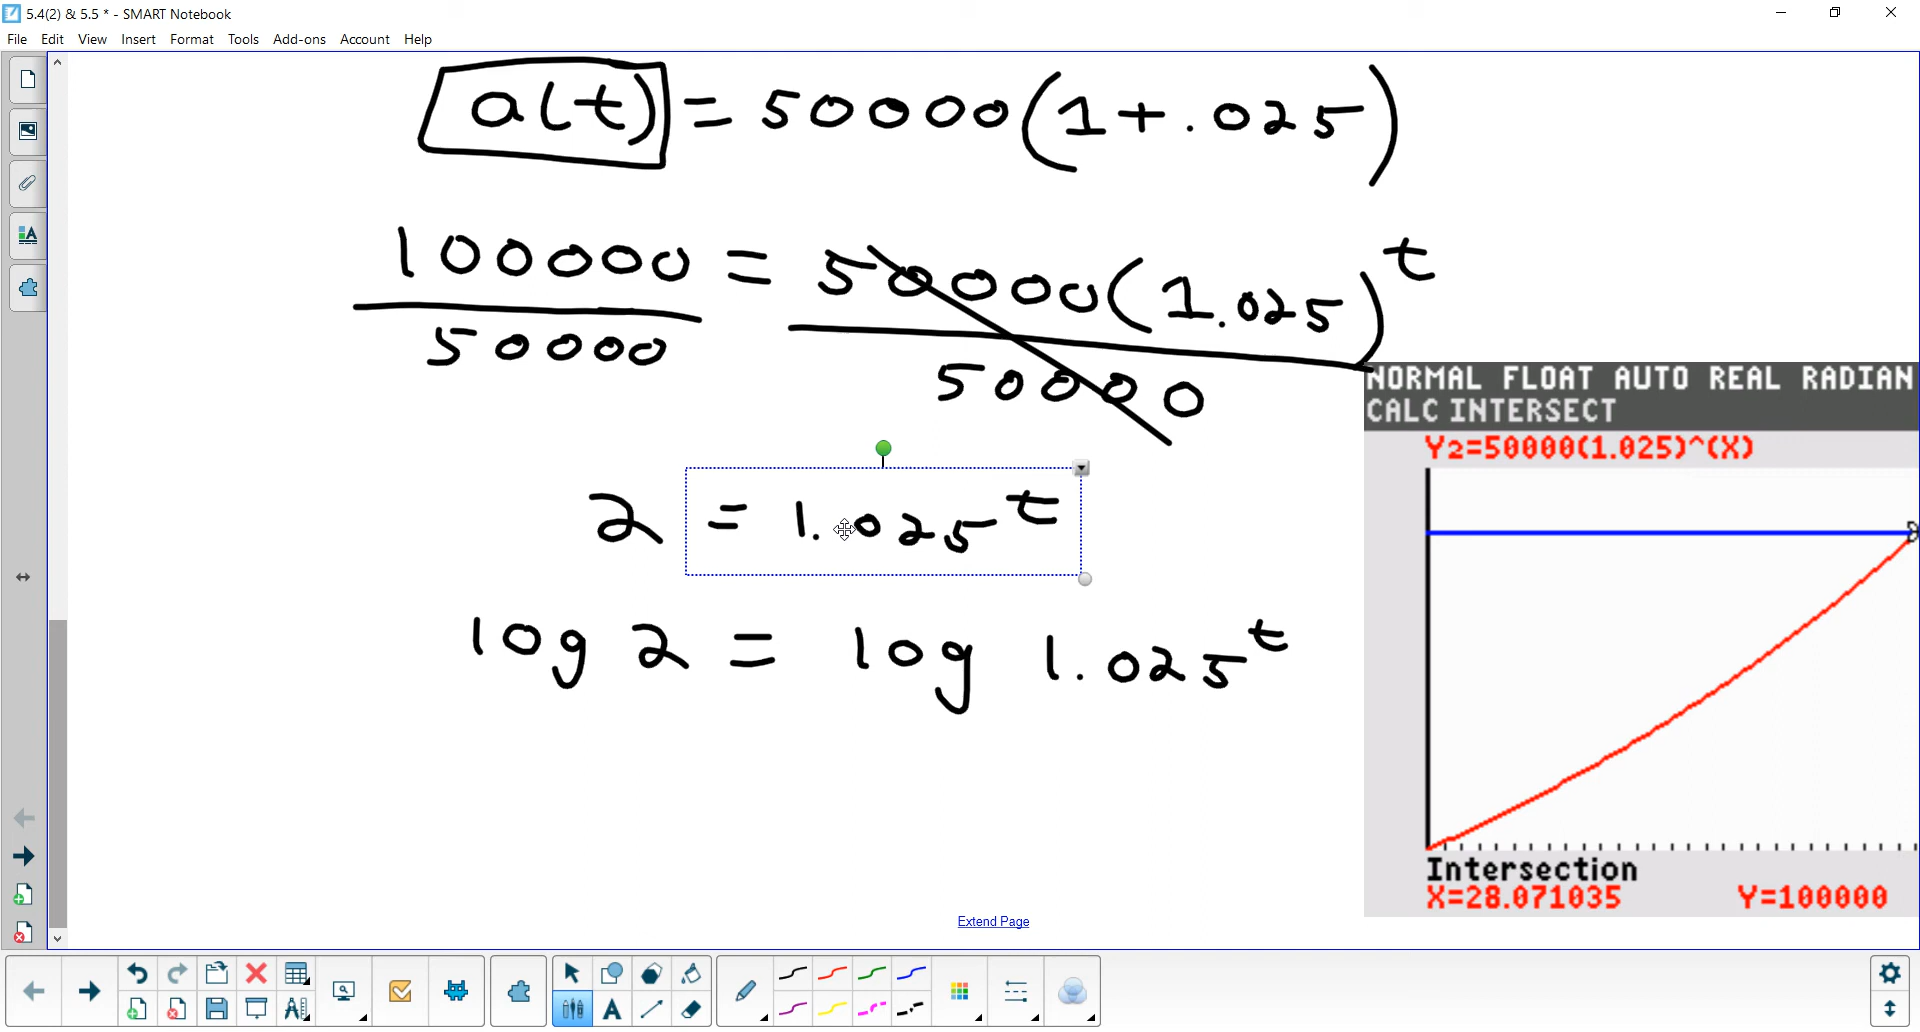 5.4(2) & 5.5 * - SMART Notebook
File Edit View Insert Format Tools Add-ons Account Help
a(t) = 50000(1+.025)
100000 = 50000(1.025)^t
50000 50000
2 = 1.025^t
log 2 = log 1.025^t
NORMAL FLOAT AUTO REAL RADIAN
CALC INTERSECT
Y2=50000(1.025)^(X)
Intersection
X=28.071035 Y=100000
Extend Page
A